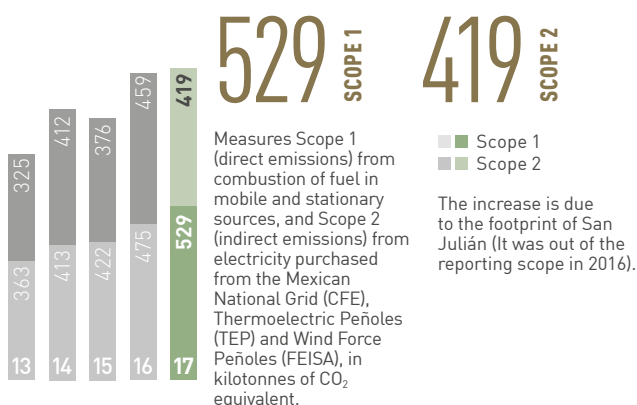 529 SCOPE 1
419 SCOPE 2
325
363
13
412
413
14
376
422
15
459
475
16
419
529
17
Measures Scope 1
(direct emissions) from
combustion of fuel in
mobile and stationary
sources, and Scope 2
(indirect emissions) from
electricity purchased
from the Mexican
National Grid (CFE),
Thermoelectric Peñoles
(TEP) and Wind Force
Peñoles (FEISA), in
kilotonnes of CO₂
equivalent.
Scope 1
Scope 2
The increase is due
to the footprint of San
Julián (It was out of the
reporting scope in 2016).